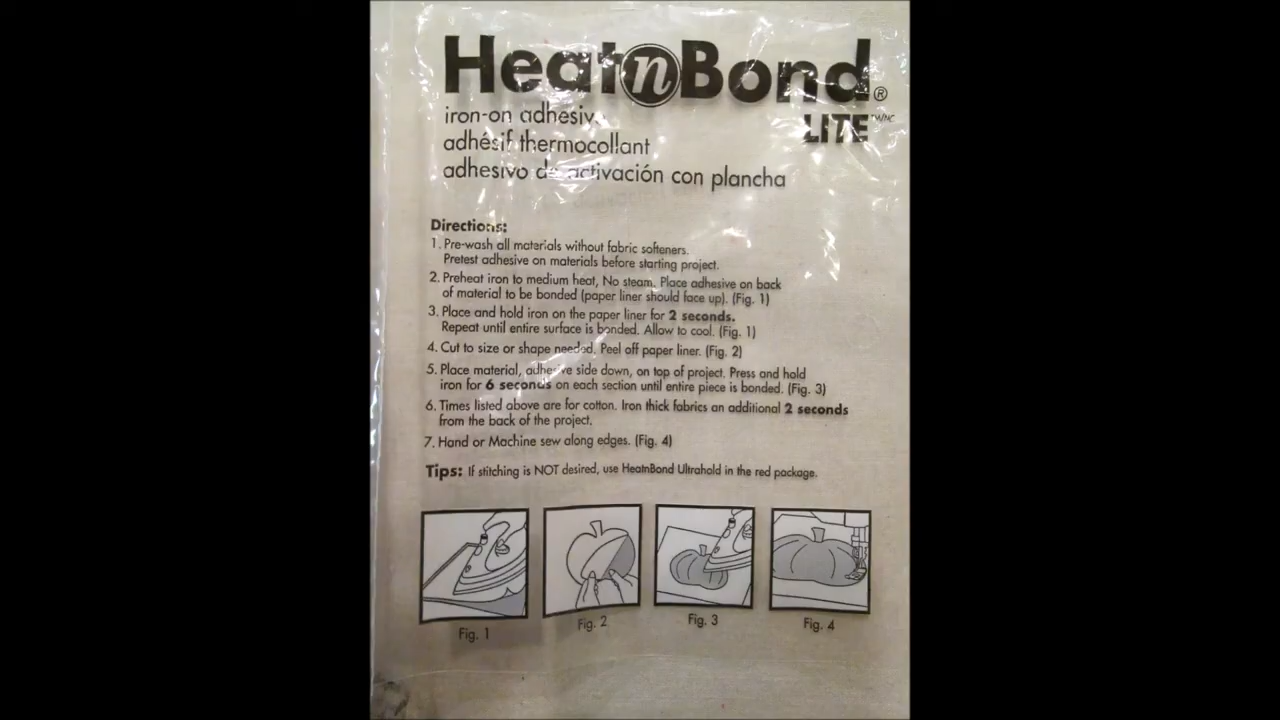 HeatnBond®
LITE™/MC
iron-on adhesive
adhésif thermocollant
adhesivo de activación con plancha
Directions:
1. Pre-wash all materials without fabric softeners.
Pretest adhesive on materials before starting project.
2. Preheat iron to medium heat, No steam. Place adhesive on back
of material to be bonded (paper liner should face up). (Fig. 1)
3. Place and hold iron on the paper liner for 2 seconds.
Repeat until entire surface is bonded. Allow to cool. (Fig. 1)
4. Cut to size or shape needed. Peel off paper liner. (Fig. 2)
5. Place material, adhesive side down, on top of project. Press and hold
iron for 6 seconds on each section until entire piece is bonded. (Fig. 3)
6. Times listed above are for cotton. Iron thick fabrics an additional 2 seconds
from the back of the project.
7. Hand or Machine sew along edges. (Fig. 4)
Tips: If stitching is NOT desired, use HeatnBond Ultrahold in the red package.
Fig. 1
Fig. 2
Fig. 3
Fig. 4